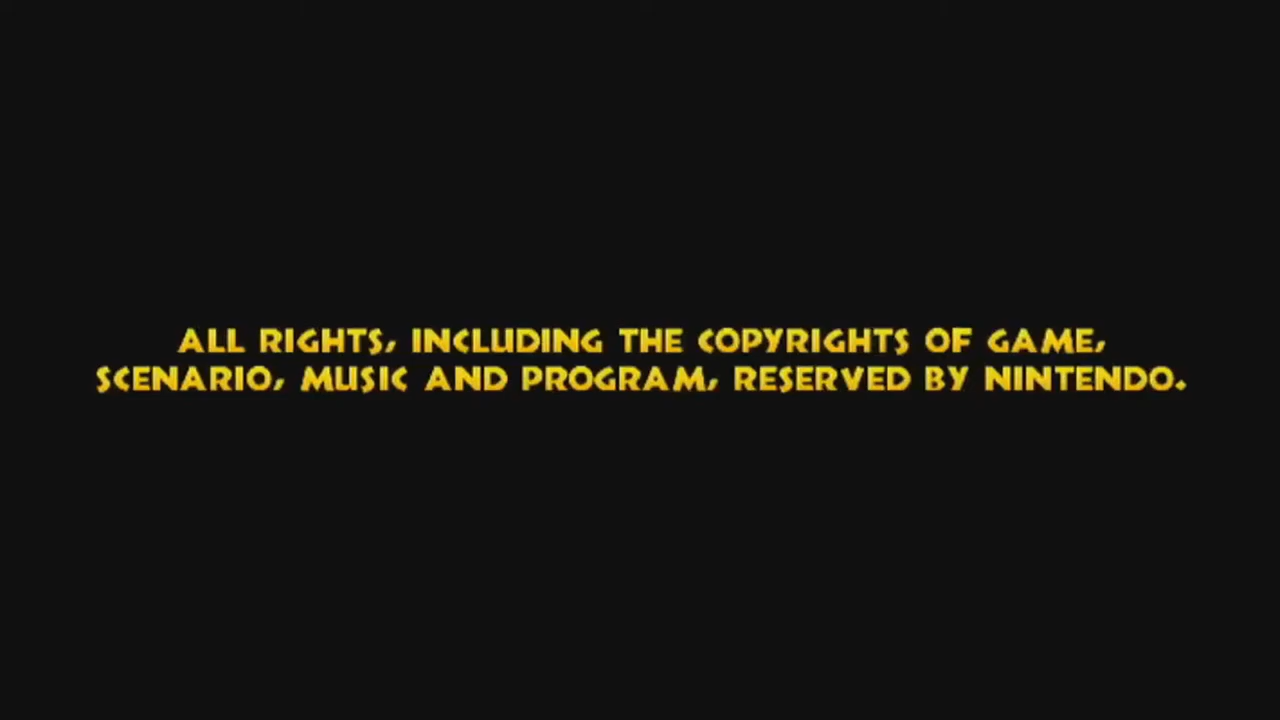 ALL RIGHTS, INCLUDING THE COPYRIGHTS OF GAME,
SCENARIO, MUSIC AND PROGRAM, RESERVED BY NINTENDO.